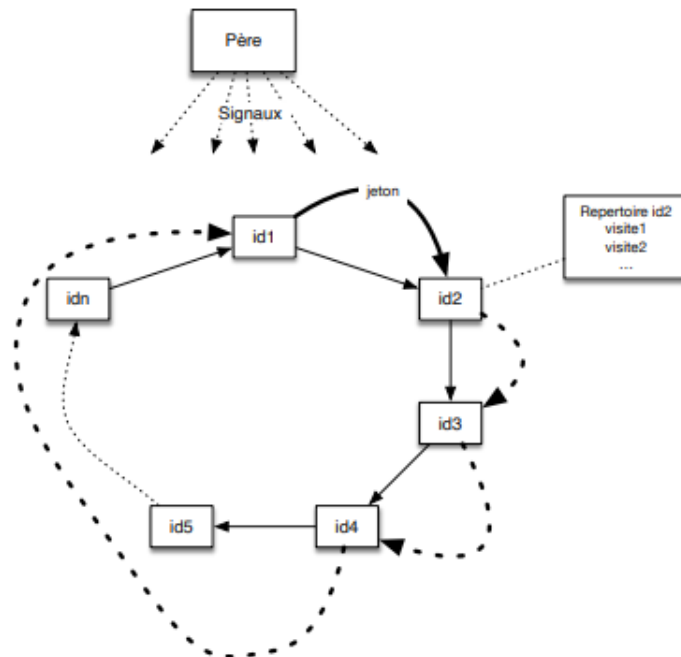 Père
Signaux
jeton
id1
Repertoire id2
visite1
visite2
...
idn
id2
id3
id5
id4